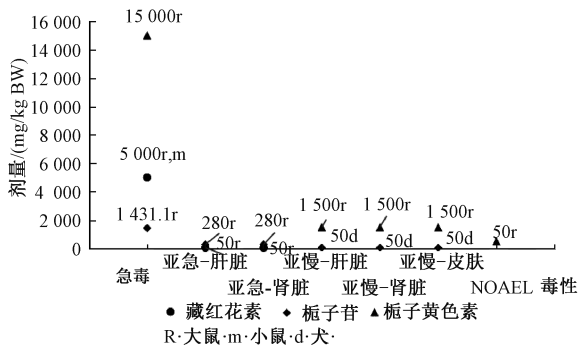 剂量/(mg/kg BW)
16 000
14 000
12 000
10 000
8 000
6 000
4 000
2 000
0
15 000r
5 000r,m
1 431.1r
280r
50r
280r
50r
1 500r
50d
1 500r
50d
1 500r
50d
50r
急毒
亚急-肝脏
亚急-肾脏
亚慢-肝脏
亚慢-肾脏
亚慢-皮肤
NOAEL 毒性
● 藏红花素 ◆ 栀子苷 ▲ 栀子黄色素
R·大鼠·m·小鼠·d·犬·